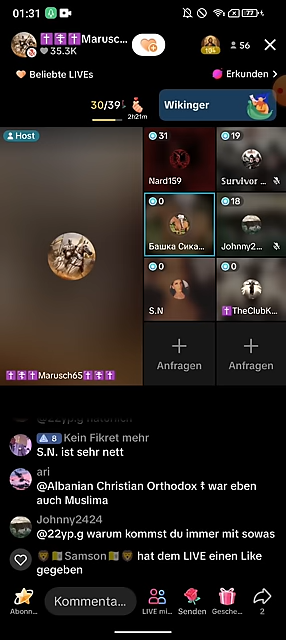 01:31
77
✝️☦️✝️Marusc...
35.3K
104
56
Beliebte LIVEs
Erkunden
30/39
2h21m
Wikinger
Host
31
Nard159
19
Survivor ...
0
Башка Сика...
18
Johnny2...
0
S.N
0
✝️TheClubK...
✝️✝️✝️Marusch65✝️✝️✝️
Anfragen
Anfragen
8 Kein Fikret mehr
S.N. ist sehr nett
ari
@Albanian Christian Orthodox ☦ war eben
auch Muslima
Johnny2424
@22yp.g warum kommst du immer mit sowas
Samson hat dem LIVE einen Like
gegeben
Abonn...
Kommenta...
LIVE mi...
Senden
Gesche...
2